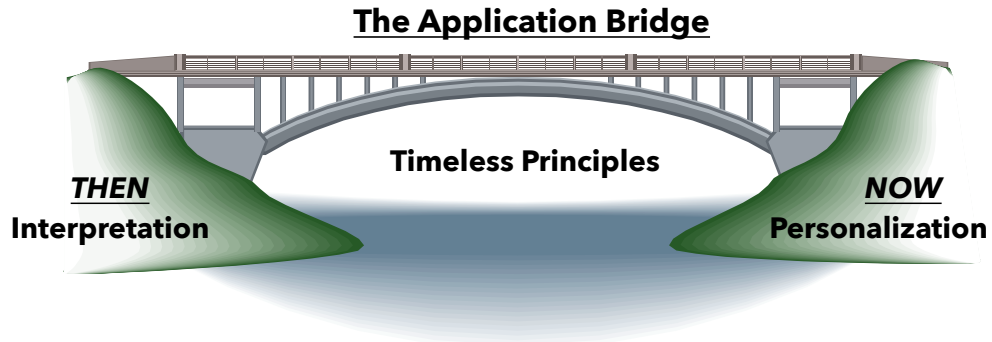 The Application Bridge
Timeless Principles
THEN
Interpretation
NOW
Personalization